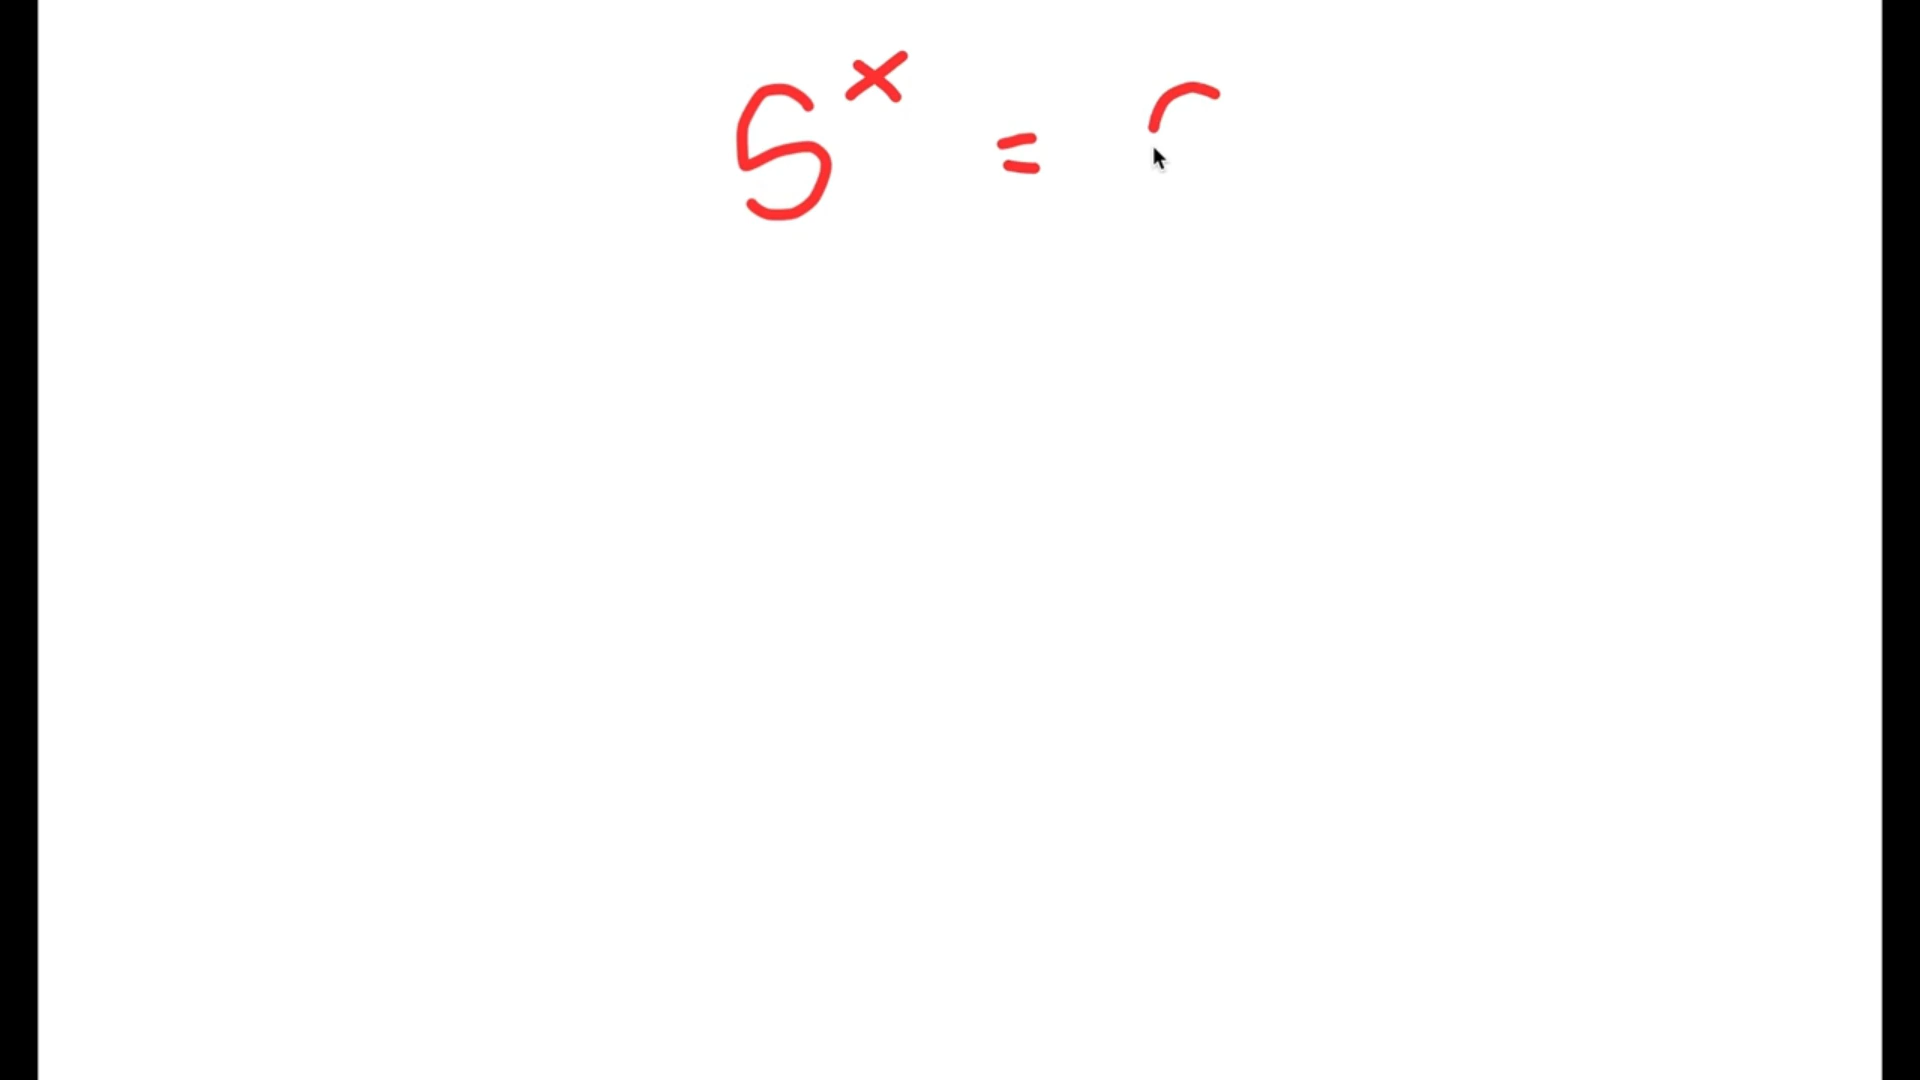 5^x =